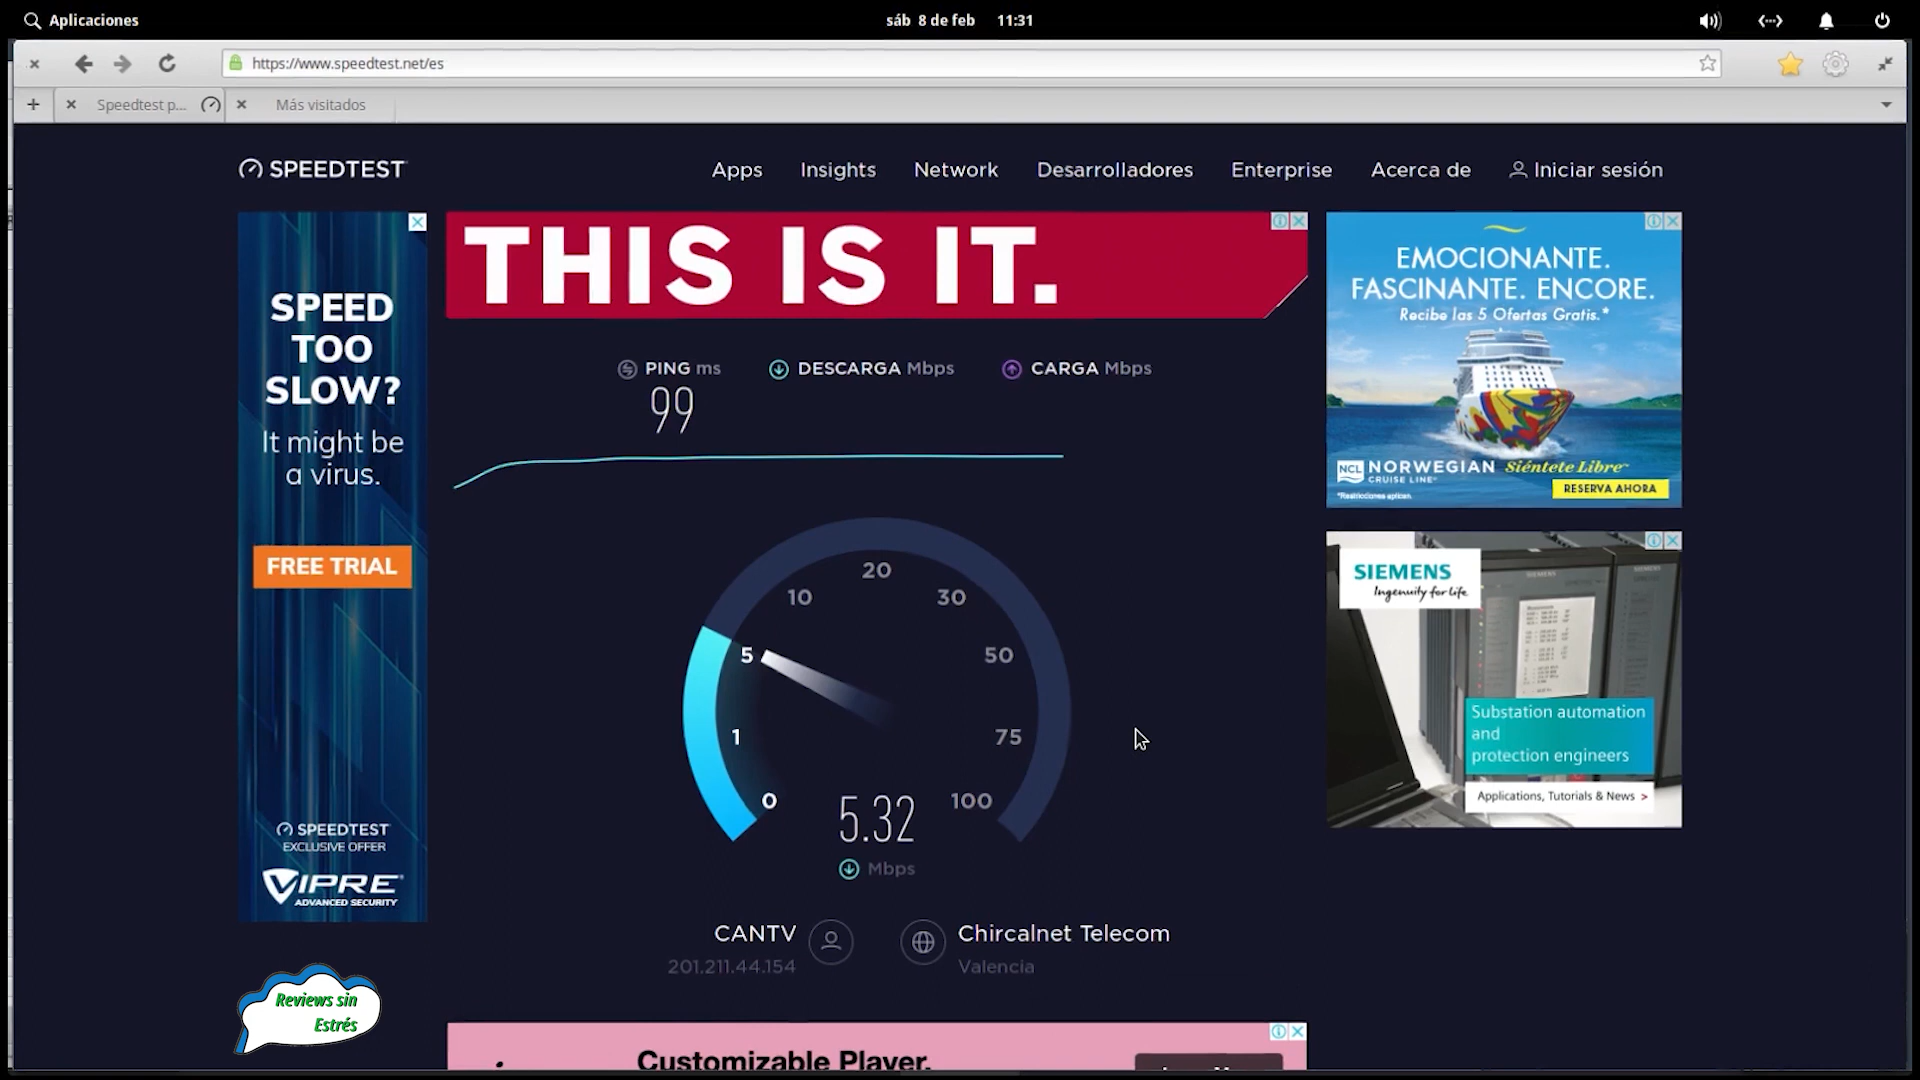 Aplicaciones
sáb 8 de feb 11:31
https://www.speedtest.net/es
Speedtest p...
Más visitados
SPEEDTEST
Apps Insights Network Desarrolladores Enterprise Acerca de Iniciar sesión
SPEED
TOO
SLOW?
It might be
a virus.
FREE TRIAL
SPEEDTEST
EXCLUSIVE OFFER
VIPRE
ADVANCED SECURITY
THIS IS IT.
PING ms
99
DESCARGA Mbps
CARGA Mbps
0
1
5
10
20
30
50
75
100
5.32
Mbps
CANTV
201.211.44.154
Chircalnet Telecom
Valencia
EMOCIONANTE.
FASCINANTE. ENCORE.
Recibe las 5 Ofertas Gratis.*
NCL NORWEGIAN
CRUISE LINE
Siéntete Libre
*Restricciones aplican.
RESERVA AHORA
SIEMENS
Ingenuity for life
Substation automation
and
protection engineers
Applications, Tutorials & News >
Reviews sin
Estrés
Customizable Player.